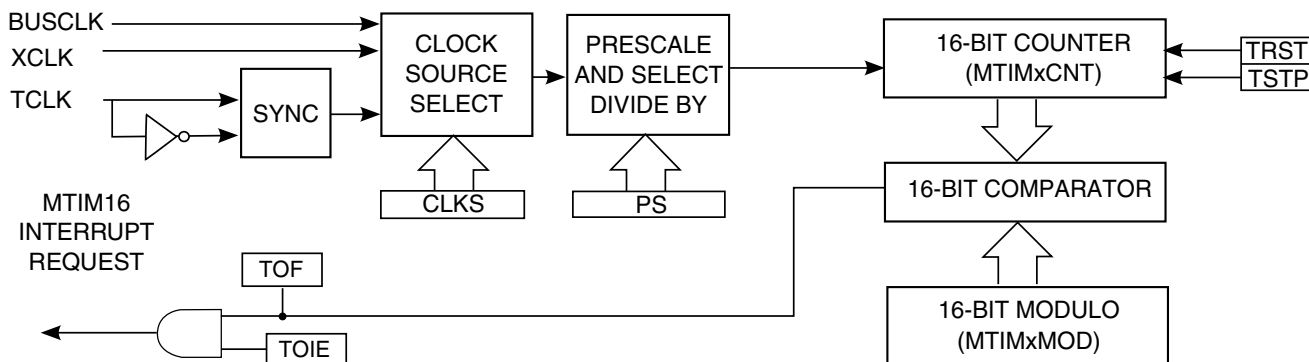 BUSCLK
XCLK
TCLK
SYNC
CLOCK
SOURCE
SELECT
PRESCALE
AND SELECT
DIVIDE BY
16-BIT COUNTER
(MTIMxCNT)
TRST
TSTP
CLKS
PS
16-BIT COMPARATOR
MTIM16
INTERRUPT
REQUEST
TOF
TOIE
16-BIT MODULO
(MTIMxMOD)